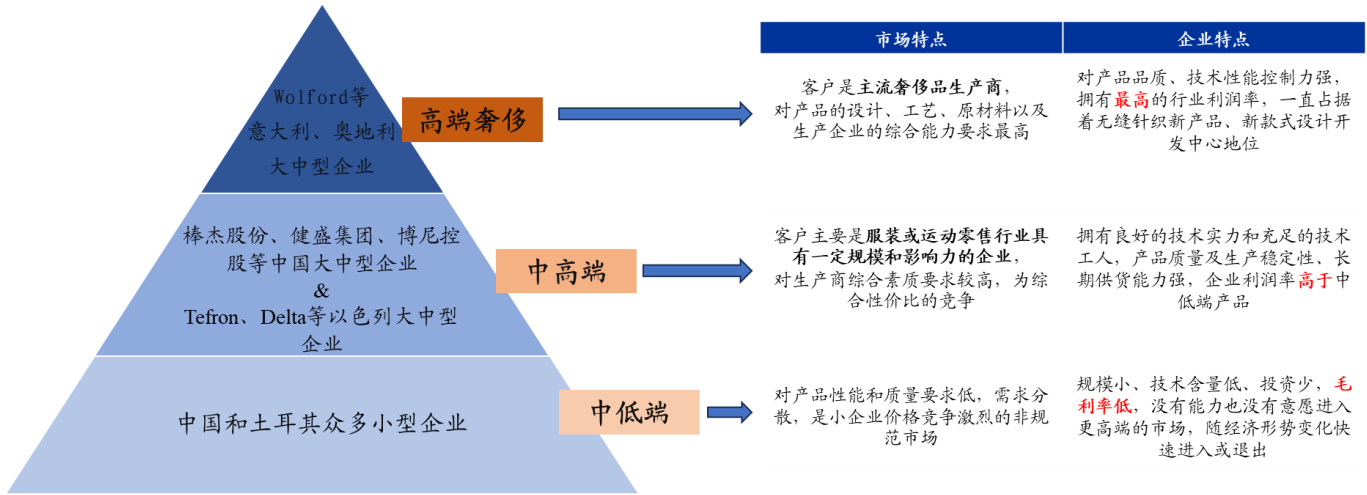 市场特点
企业特点
Wolford等
意大利、奥地利
大中型企业
高端奢侈
客户是主流奢侈品生产商，
对产品的设计、工艺、原材料以及
生产企业的综合能力要求最高
对产品品质、技术性能控制力强，
拥有最高的行业利润率，一直占据
着无缝针织新产品、新款式设计开
发中心地位
棒杰股份、健盛集团、博尼控
股等中国大中型企业
&
Tefron、Delta等以色列大中型
企业
中高端
客户主要是服装或运动零售行业具
有一定规模和影响力的企业，
对生产商综合素质要求较高，为综
合性价比的竞争
拥有良好的技术实力和充足的技术
工人，产品质量及生产稳定性、长
期供货能力强，企业利润率高于中
低端产品
中国和土耳其众多小型企业
中低端
对产品性能和质量要求低，需求分
散，是小企业价格竞争激烈的非规
范市场
规模小、技术含量低、投资少，毛
利率低，没有能力也没有意愿进入
更高端的市场，随经济形势变化快
速进入或退出